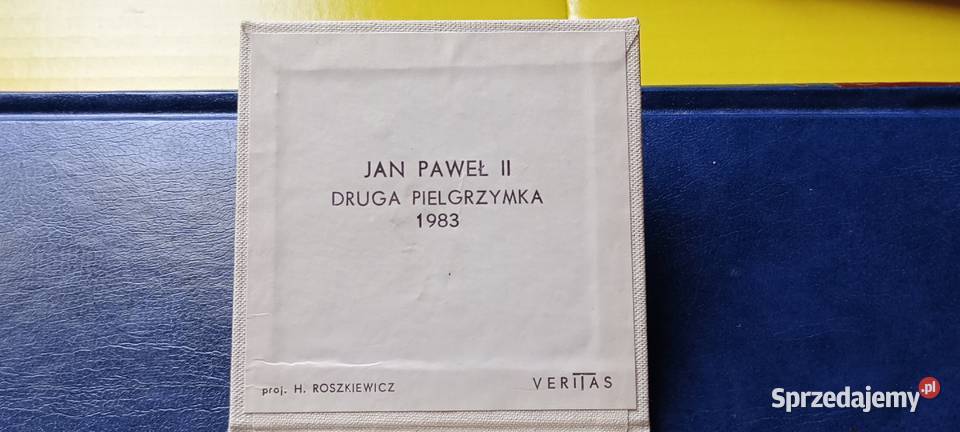 JAN PAWEŁ II
DRUGA PIELGRZYMKA
1983
proj. H. ROSZKIEWICZ
VERITAS
Sprzedajemy.pl